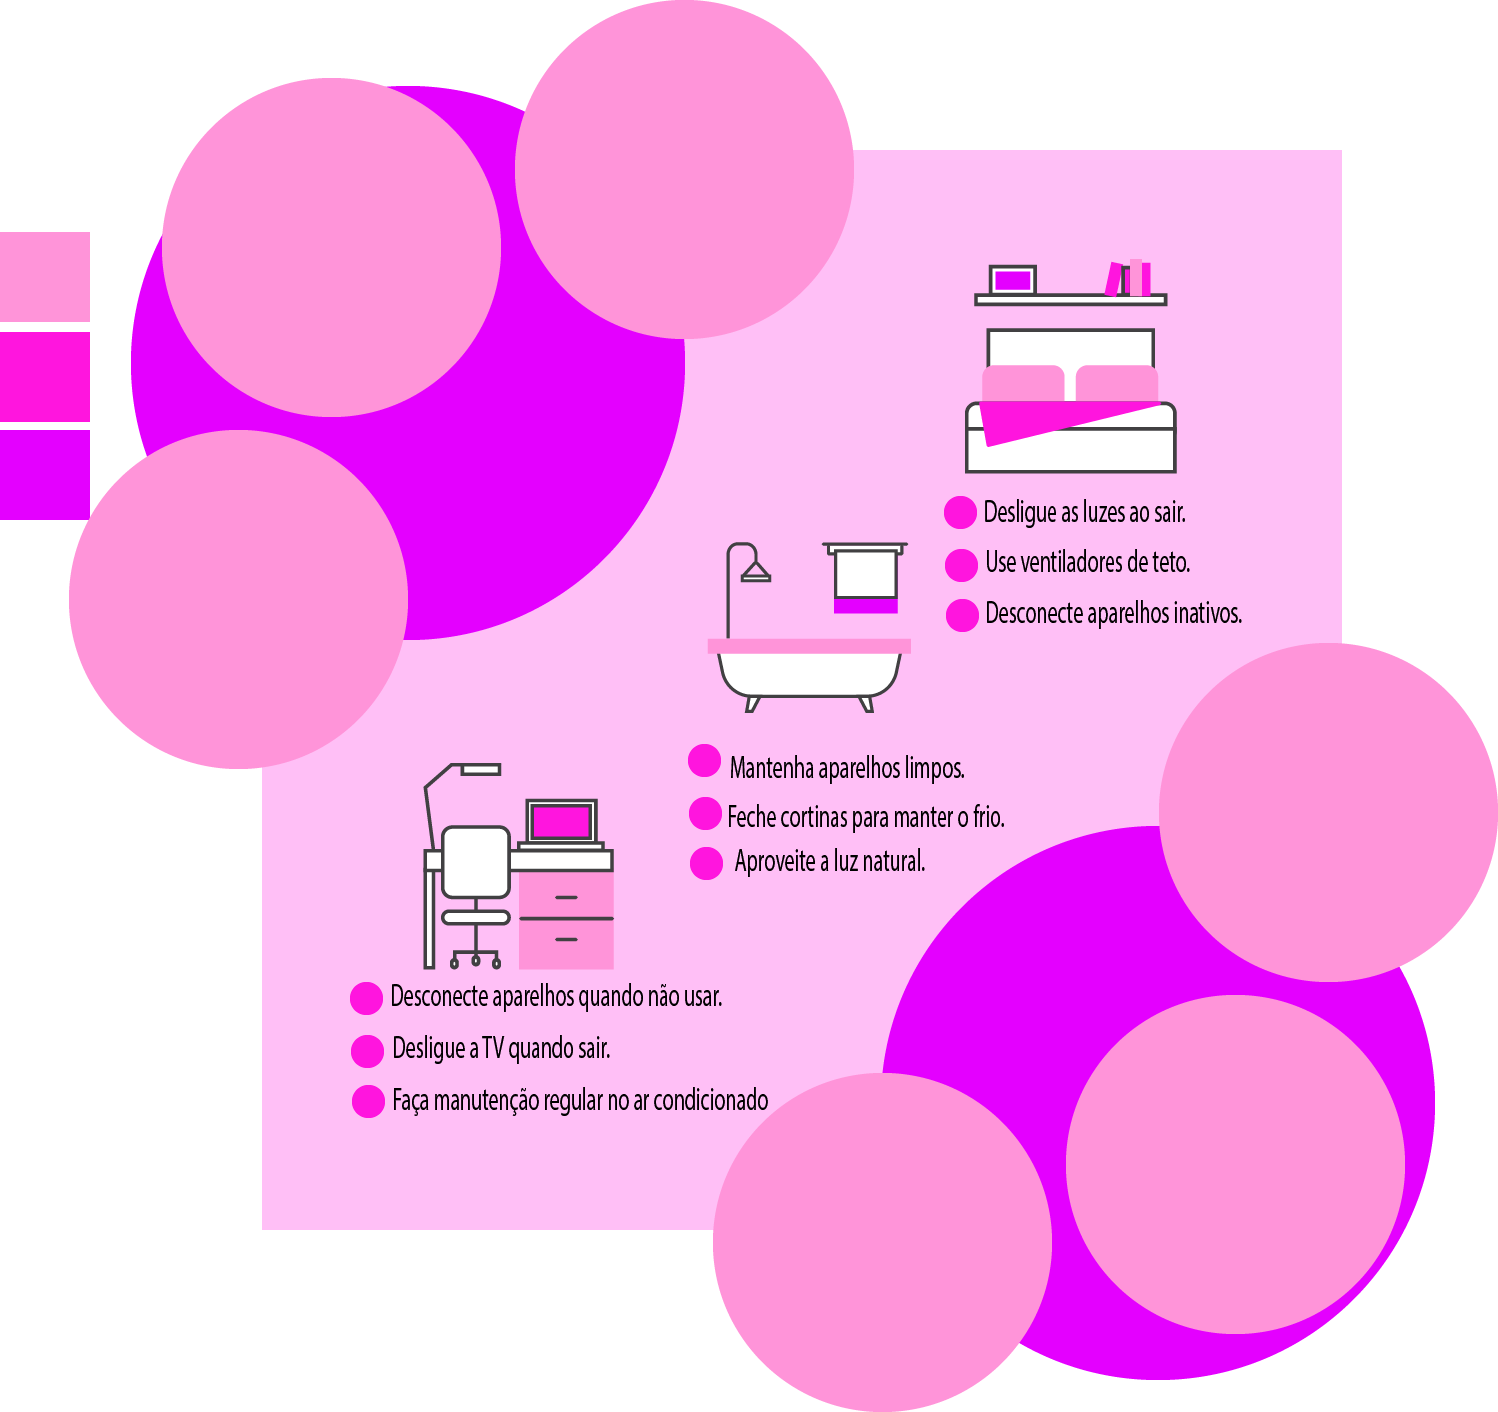 Desligue as luzes ao sair.
Use ventiladores de teto.
Desconecte aparelhos inativos.
Mantenha aparelhos limpos.
Feche cortinas para manter o frio.
Aproveite a luz natural.
Desconecte aparelhos quando não usar.
Desligue a TV quando sair.
Faça manutenção regular no ar condicionado